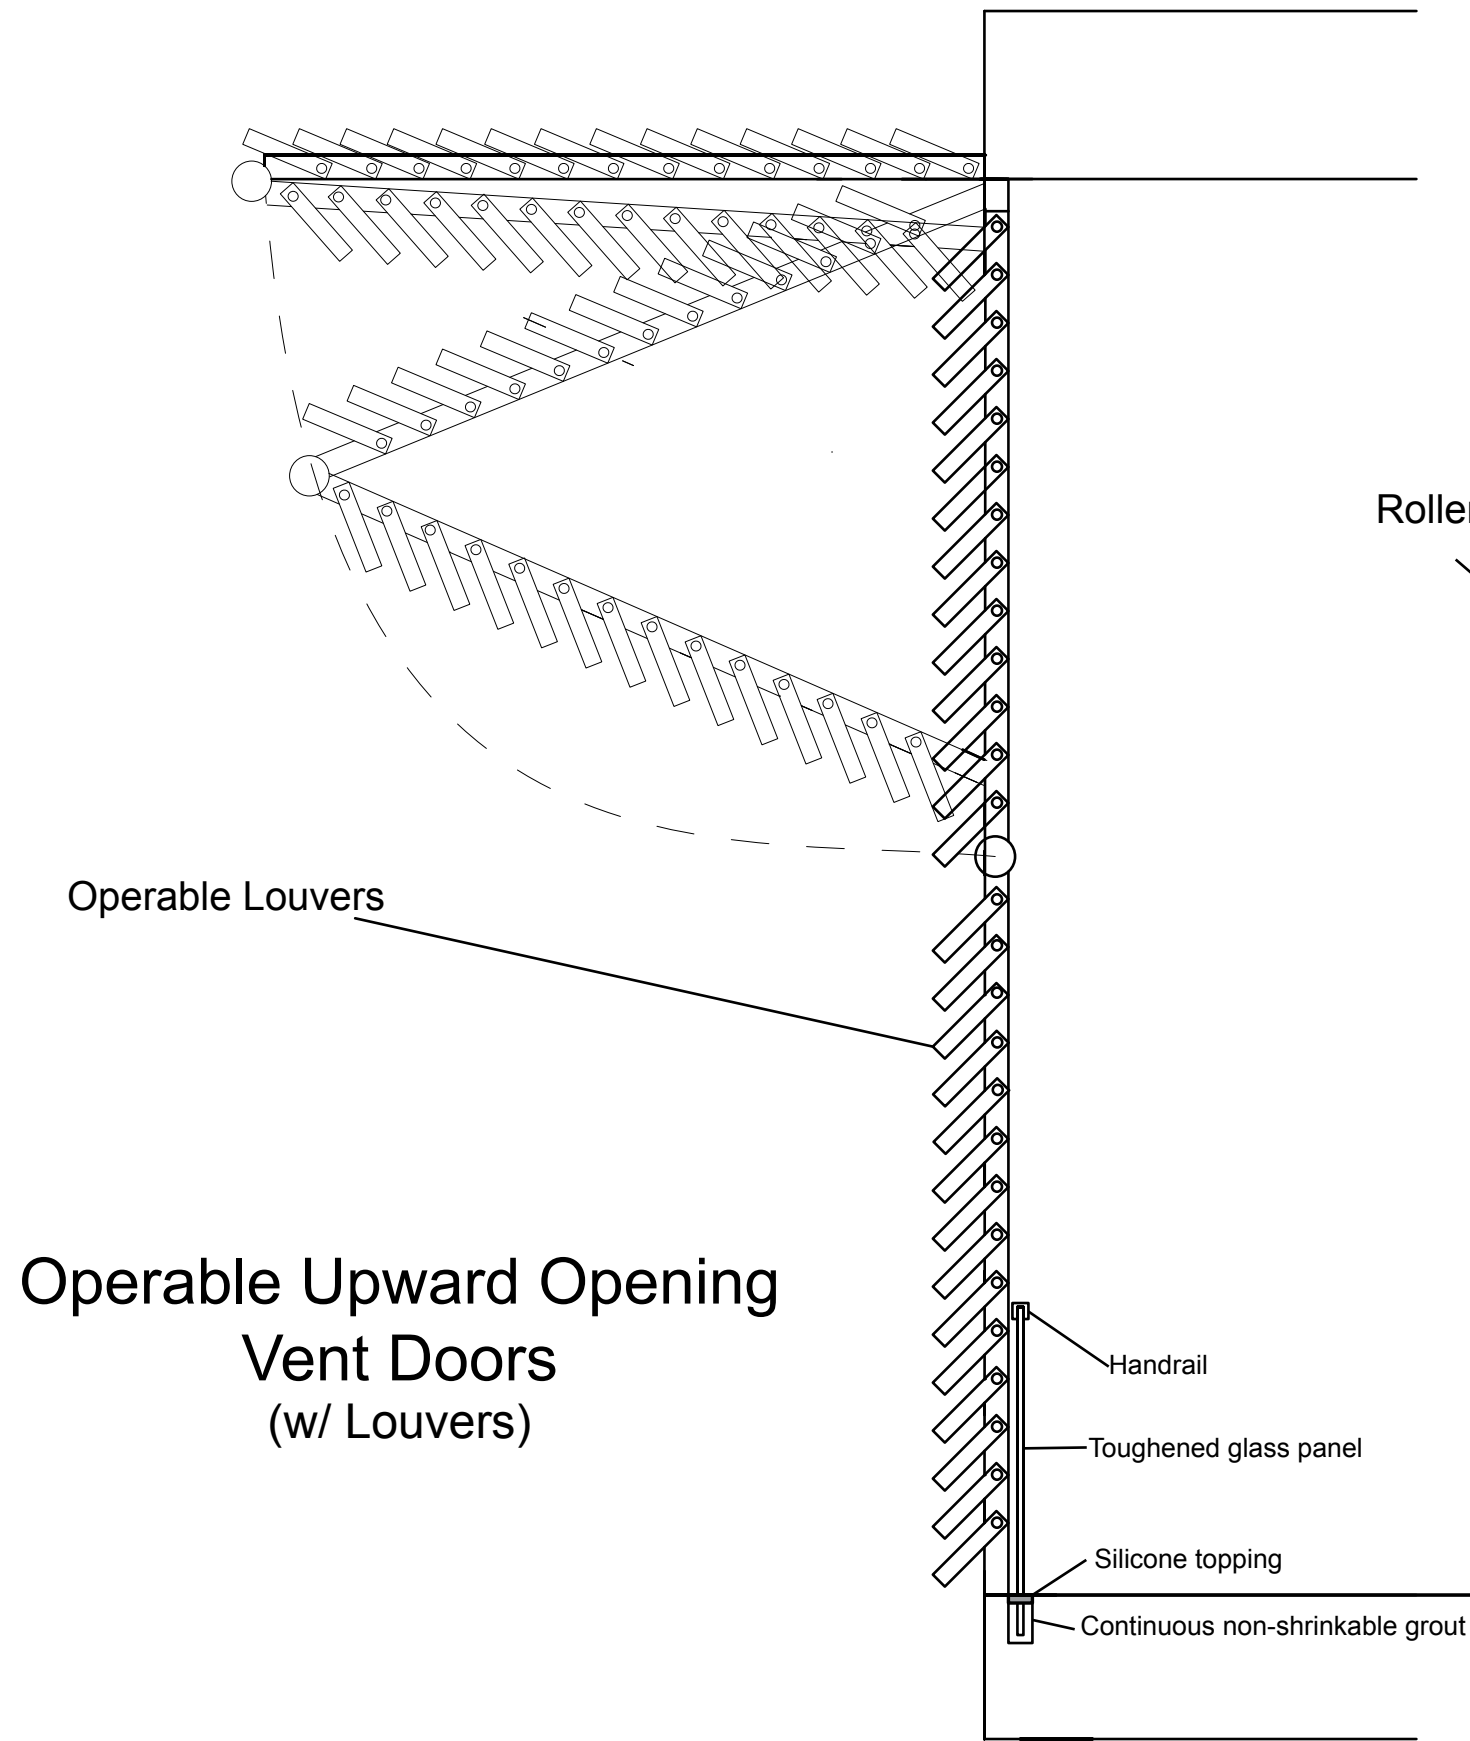 Roller
Operable Louvers
Operable Upward Opening
Vent Doors
(w/ Louvers)
Handrail
Toughened glass panel
Silicone topping
Continuous non-shrinkable grout